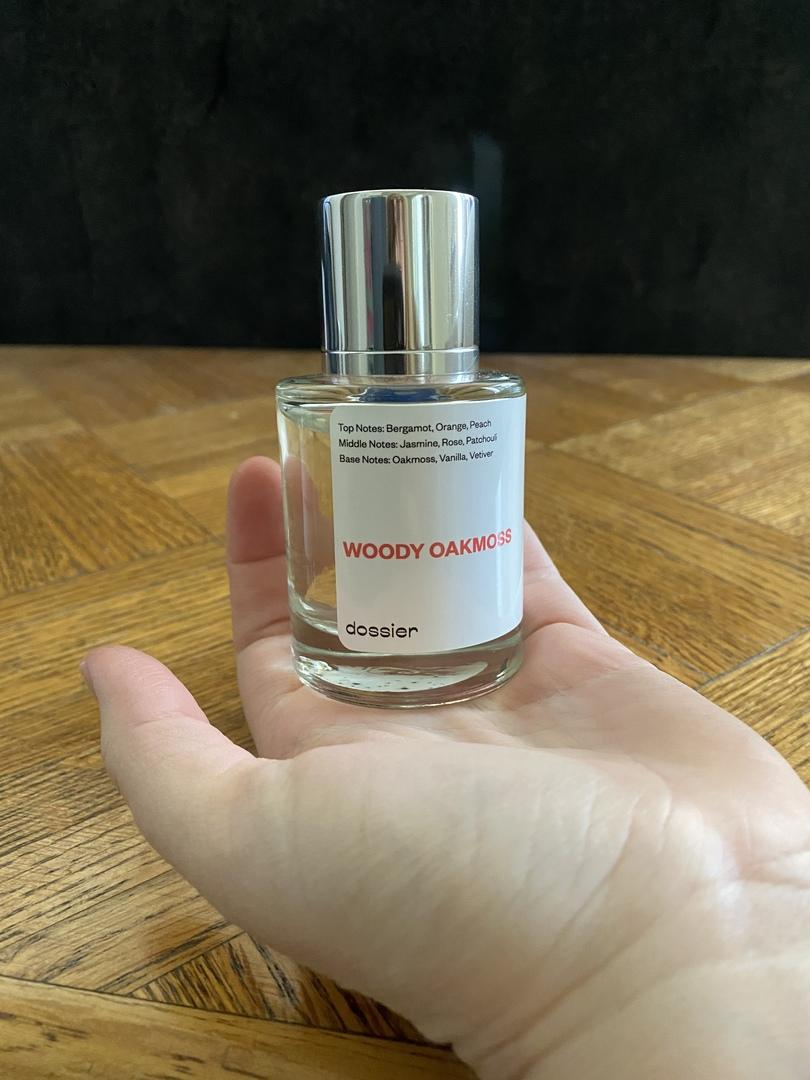 Top Notes: Bergamot, Orange, Peach
Middle Notes: Jasmine, Rose, Patchouli
Base Notes: Oakmoss, Vanilla, Vetiver
WOODY OAKMOSS
dossier